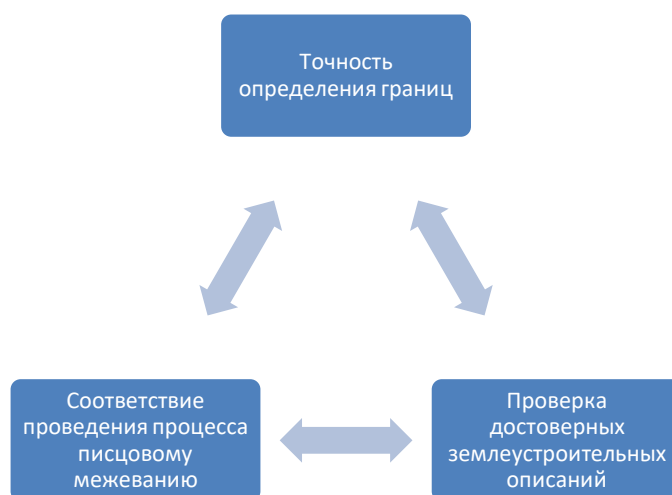 Точность
определения границ
Соответствие
проведения процесса
писцовому
межеванию
Проверка
достоверных
землеустроительных
описаний